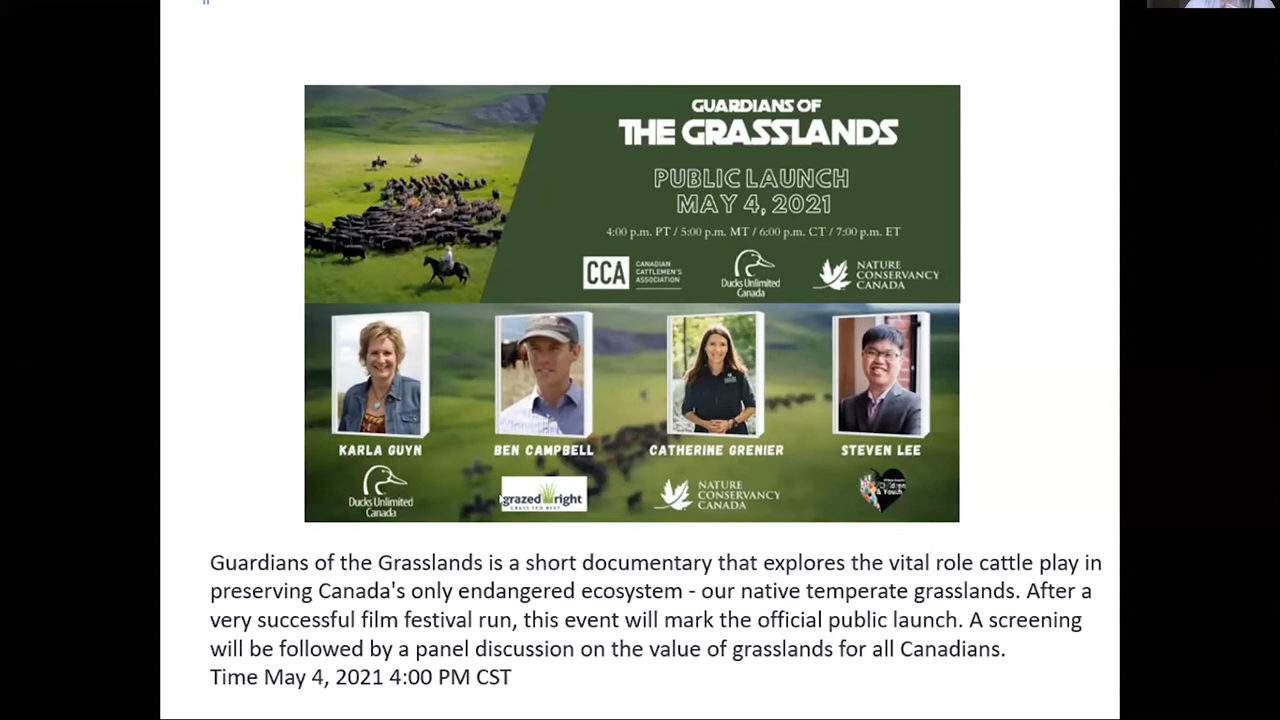 GUARDIANS OF
THE GRASSLANDS
PUBLIC LAUNCH
MAY 4, 2021
4:00 p.m. PT / 5:00 p.m. MT / 6:00 p.m. CT / 7:00 p.m. ET
CCA CANADIAN
CATTLEMEN'S
ASSOCIATION
Ducks Unlimited
Canada
NATURE
CONSERVANCY
CANADA
KARLA GUYN
BEN CAMPBELL
CATHERINE GRENIER
STEVEN LEE
Ducks Unlimited
Canada
grazed right
GRASS FED BEEF
NATURE
CONSERVANCY
CANADA
Children
& Youth
Guardians of the Grasslands is a short documentary that explores the vital role cattle play in
preserving Canada's only endangered ecosystem - our native temperate grasslands. After a
very successful film festival run, this event will mark the official public launch. A screening
will be followed by a panel discussion on the value of grasslands for all Canadians.
Time May 4, 2021 4:00 PM CST